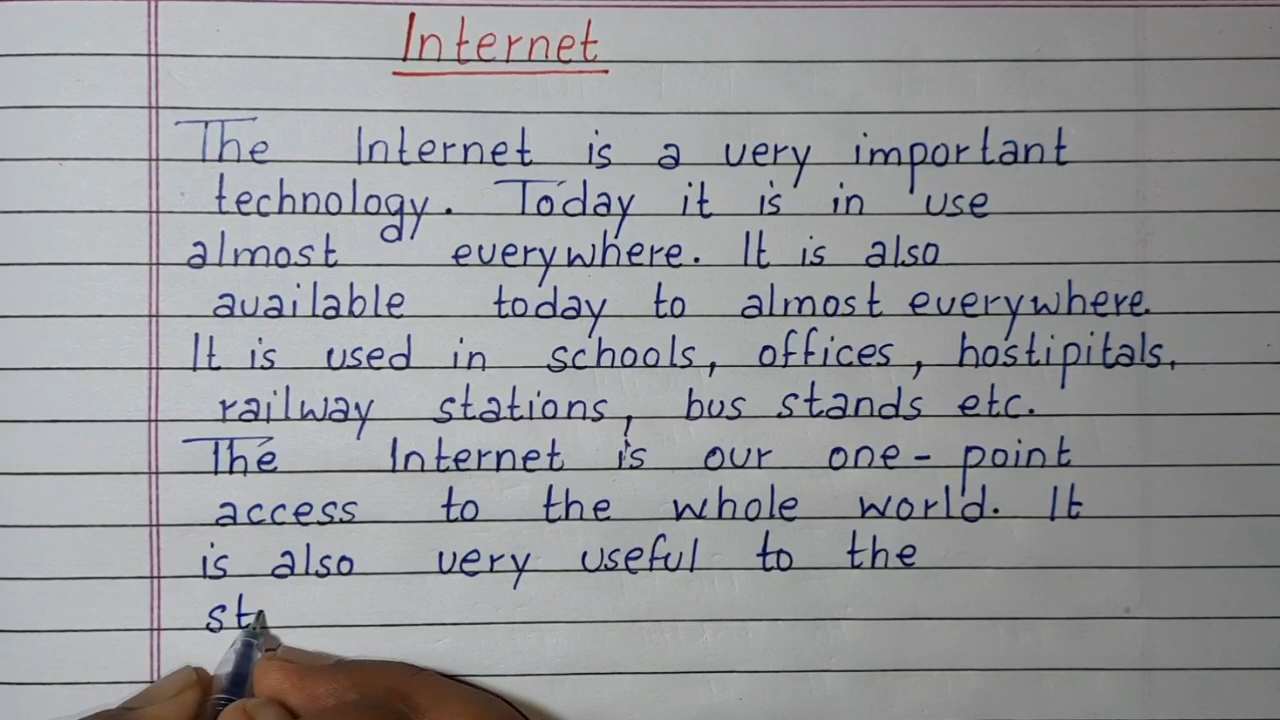 Internet
The Internet is a very important
technology. Today it is in use
almost everywhere. It is also
available today to almost everywhere.
It is used in schools, offices, hostipitals,
railway stations, bus stands etc.
The Internet is our one-point
access to the whole world. It
is also very useful to the
st